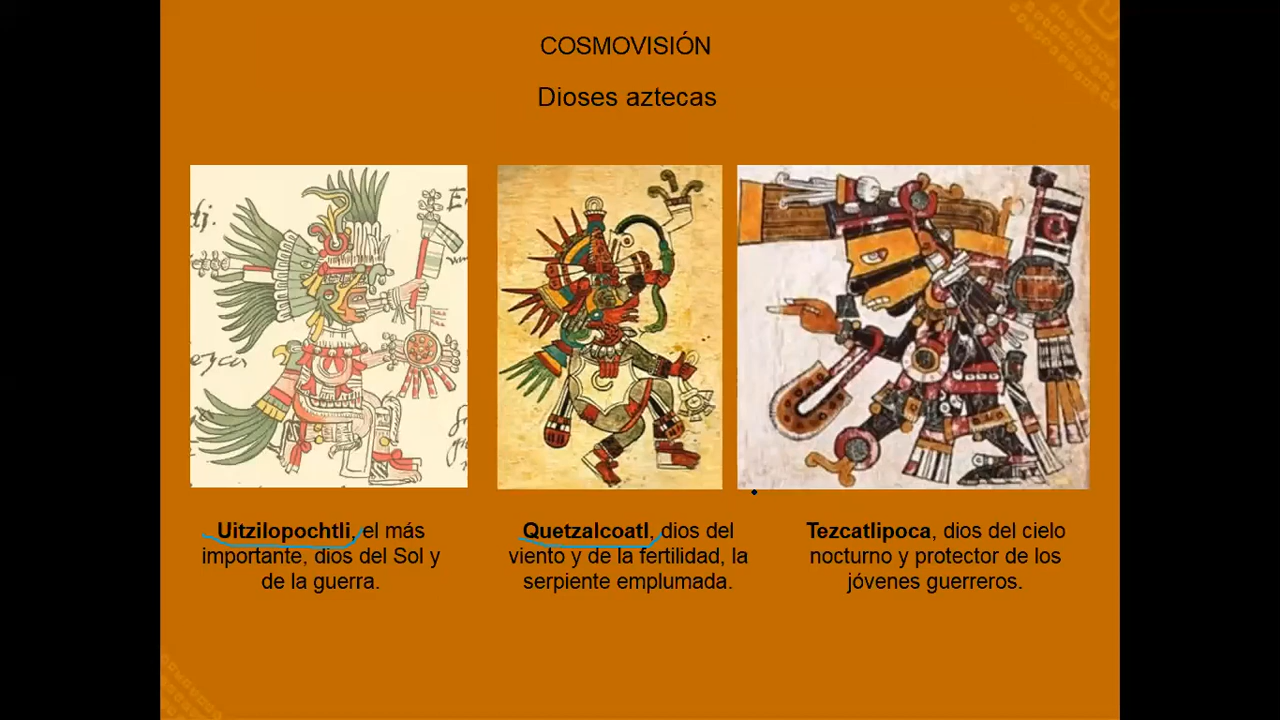 COSMOVISIÓN
Dioses aztecas
Uitzilopochtli, el más
importante, dios del Sol y
de la guerra.
Quetzalcoatl, dios del
viento y de la fertilidad, la
serpiente emplumada.
Tezcatlipoca, dios del cielo
nocturno y protector de los
jóvenes guerreros.